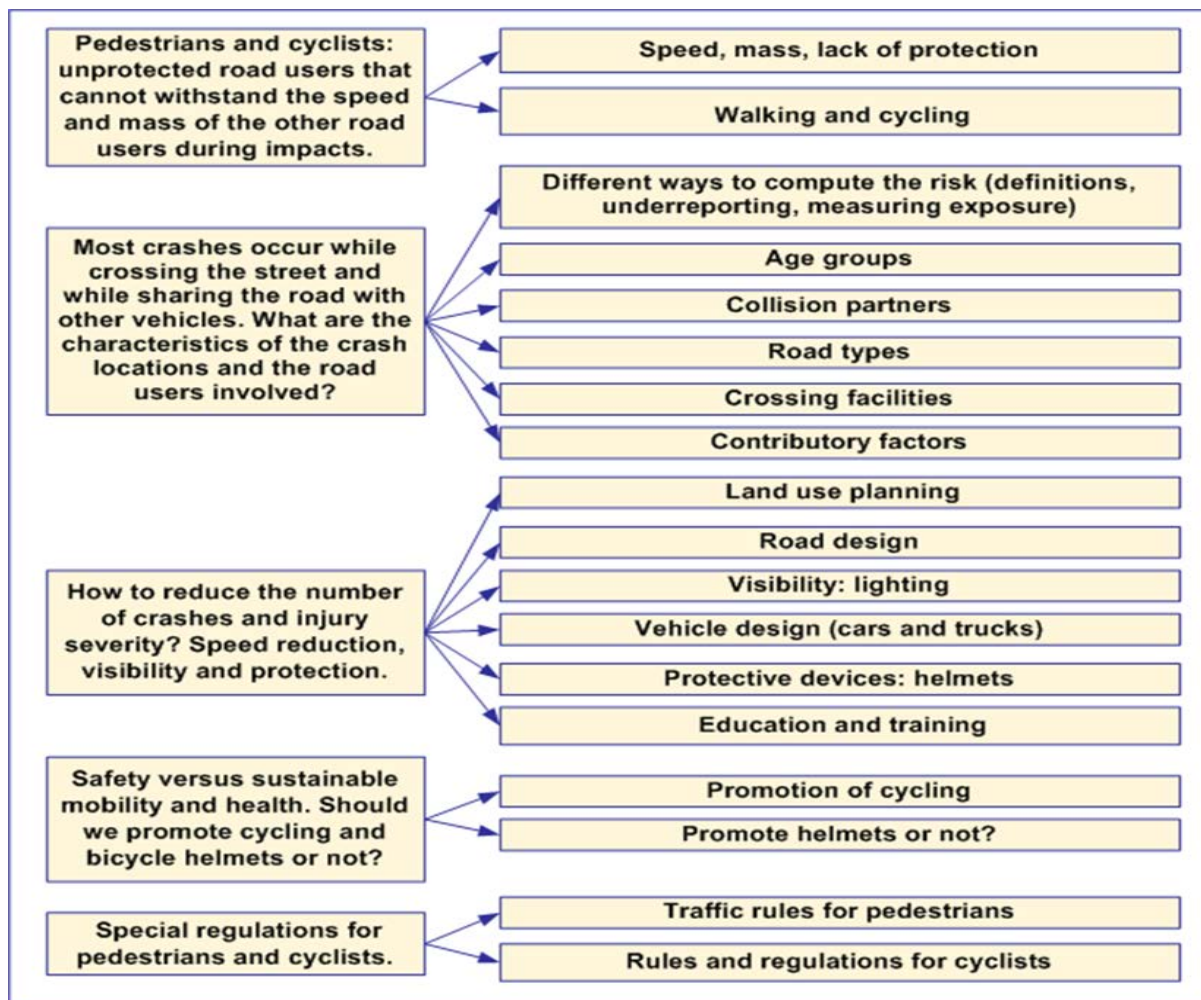 Pedestrians and cyclists:
unprotected road users that
cannot withstand the speed
and mass of the other road
users during impacts.
Speed, mass, lack of protection
Walking and cycling
Most crashes occur while
crossing the street and
while sharing the road with
other vehicles. What are the
characteristics of the crash
locations and the road
users involved?
Different ways to compute the risk (definitions,
underreporting, measuring exposure)
Age groups
Collision partners
Road types
Crossing facilities
Contributory factors
How to reduce the number
of crashes and injury
severity? Speed reduction,
visibility and protection.
Land use planning
Road design
Visibility: lighting
Vehicle design (cars and trucks)
Protective devices: helmets
Education and training
Safety versus sustainable
mobility and health. Should
we promote cycling and
bicycle helmets or not?
Promotion of cycling
Promote helmets or not?
Special regulations for
pedestrians and cyclists.
Traffic rules for pedestrians
Rules and regulations for cyclists